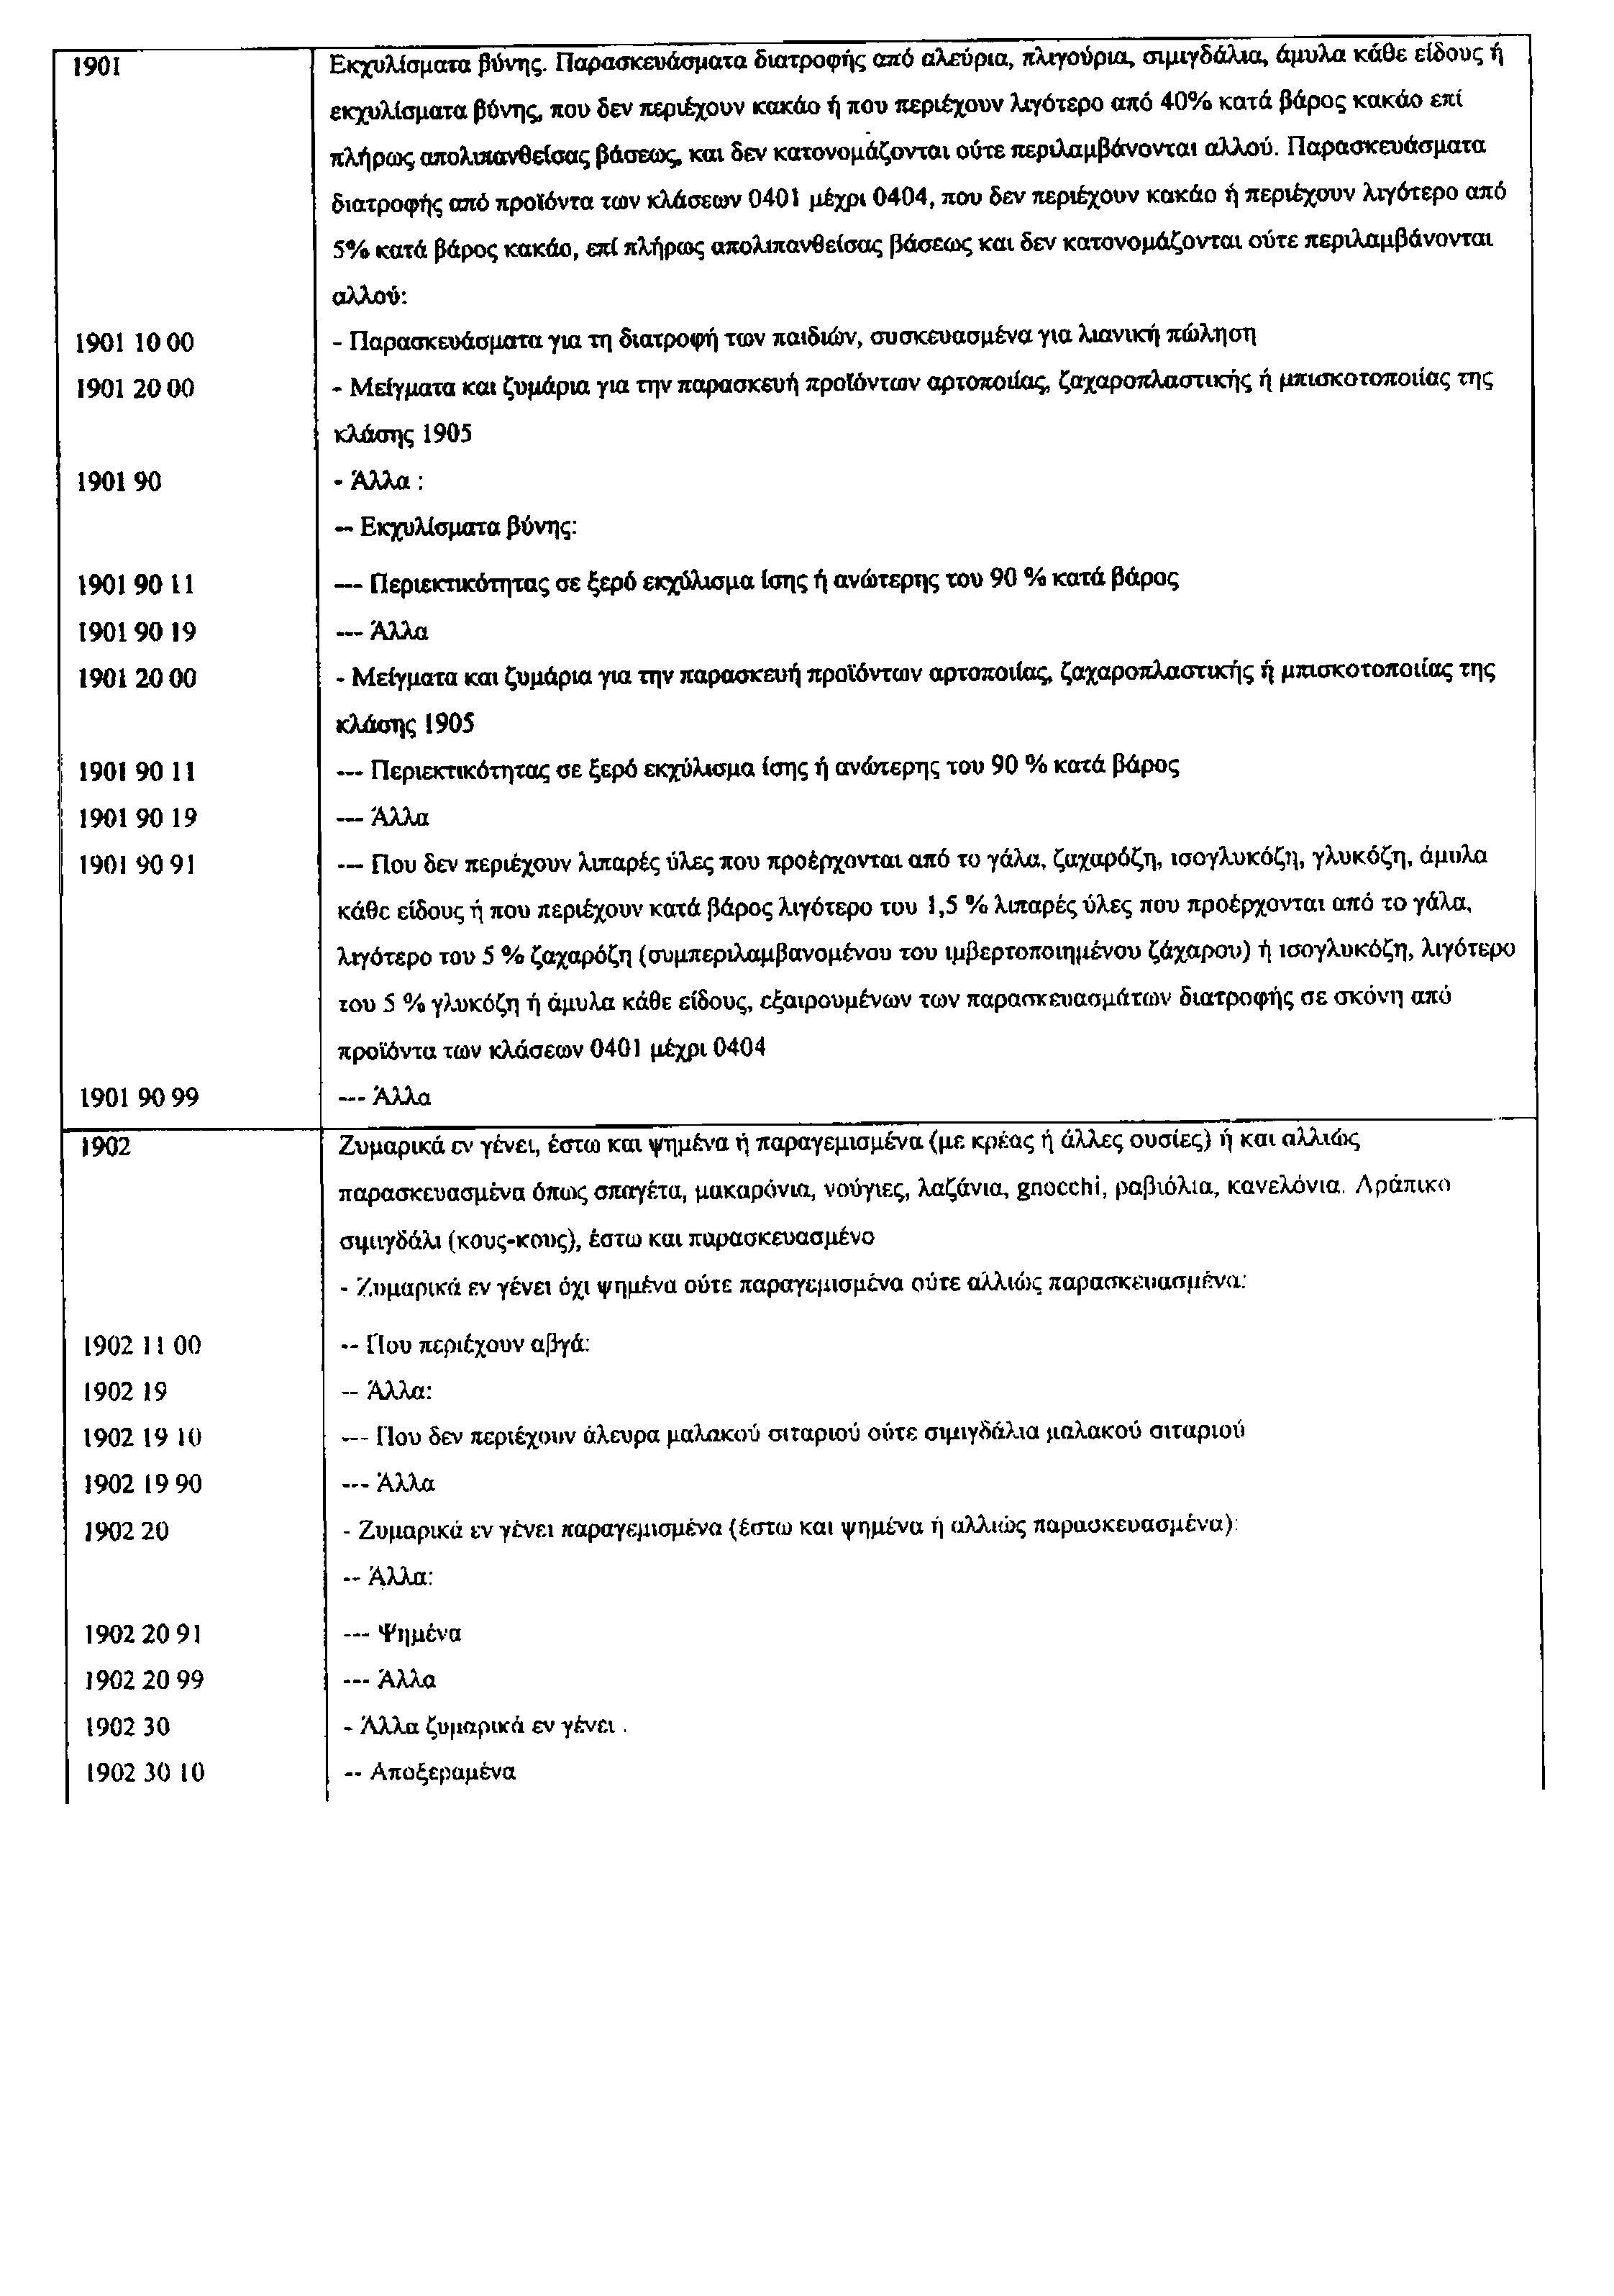 1901 Εκχυλίσματα βύνης. Παρασκευάσματα διατροφής από αλεύρια, πλιγούρια, σιμιγδάλια, άμυλα κάθε είδους ή
εκχυλίσματα βύνης, που δεν περιέχουν κακάο ή που περιέχουν λιγότερο από 40% κατά βάρος κακάο επί
πλήρως απολιπανθείσας βάσεως, και δεν κατονομάζονται ούτε περιλαμβάνονται αλλού. Παρασκευάσματα
διατροφής από προϊόντα των κλάσεων 0401 μέχρι 0404, που δεν περιέχουν κακάο ή περιέχουν λιγότερο από
5% κατά βάρος κακάο, επί πλήρως απολιπανθείσας βάσεως και δεν κατονομάζονται ούτε περιλαμβάνονται
αλλού:
1901 10 00 - Παρασκευάσματα για τη διατροφή των παιδιών, συσκευασμένα για λιανική πώληση
1901 20 00 - Μείγματα και ζυμάρια για την παρασκευή προϊόντων αρτοποιίας, ζαχαροπλαστικής ή μπισκοτοποιίας της
κλάσης 1905
1901 90 - Άλλα :
-- Εκχυλίσματα βύνης:
1901 90 11 --- Περιεκτικότητας σε ξερό εκχύλισμα ίσης ή ανώτερης του 90 % κατά βάρος
1901 90 19 --- Άλλα
1901 20 00 - Μείγματα και ζυμάρια για την παρασκευή προϊόντων αρτοποιίας, ζαχαροπλαστικής ή μπισκοτοποιίας της
κλάσης 1905
1901 90 11 --- Περιεκτικότητας σε ξερό εκχύλισμα ίσης ή ανώτερης του 90 % κατά βάρος
1901 90 19 --- Άλλα
1901 90 91 --- Που δεν περιέχουν λιπαρές ύλες που προέρχονται από το γάλα, ζαχαρόζη, ισογλυκόζη, γλυκόζη, άμυλα
κάθε είδους ή που περιέχουν κατά βάρος λιγότερο του 1,5 % λιπαρές ύλες που προέρχονται από το γάλα,
λιγότερο του 5 % ζαχαρόζη (συμπεριλαμβανομένου του ιμβερτοποιημένου ζάχαρου) ή ισογλυκόζη, λιγότερο
του 5 % γλυκόζη ή άμυλα κάθε είδους, εξαιρουμένων των παρασκευασμάτων διατροφής σε σκόνη από
προϊόντα των κλάσεων 0401 μέχρι 0404
1901 90 99 --- Άλλα
1902 Ζυμαρικά εν γένει, έστω και ψημένα ή παραγεμισμένα (με κρέας ή άλλες ουσίες) ή και αλλιώς
παρασκευασμένα όπως σπαγέτα, μακαρόνια, νούγιες, λαζάνια, gnocchi, ραβιόλια, κανελόνια. Αράπικο
σιμιγδάλι (κους-κους), έστω και παρασκευασμένο
- Ζυμαρικά εν γένει όχι ψημένα ούτε παραγεμισμένα ούτε αλλιώς παρασκευασμένα:
1902 11 00 -- Που περιέχουν αβγά:
1902 19 -- Άλλα:
1902 19 10 --- Που δεν περιέχουν άλευρα μαλακού σιταριού ούτε σιμιγδάλια μαλακού σιταριού
1902 19 90 --- Άλλα
1902 20 - Ζυμαρικά εν γένει παραγεμισμένα (έστω και ψημένα ή αλλιώς παρασκευασμένα):
-- Άλλα:
1902 20 91 --- Ψημένα
1902 20 99 --- Άλλα
1902 30 - Άλλα ζυμαρικά εν γένει .
1902 30 10 -- Αποξεραμένα